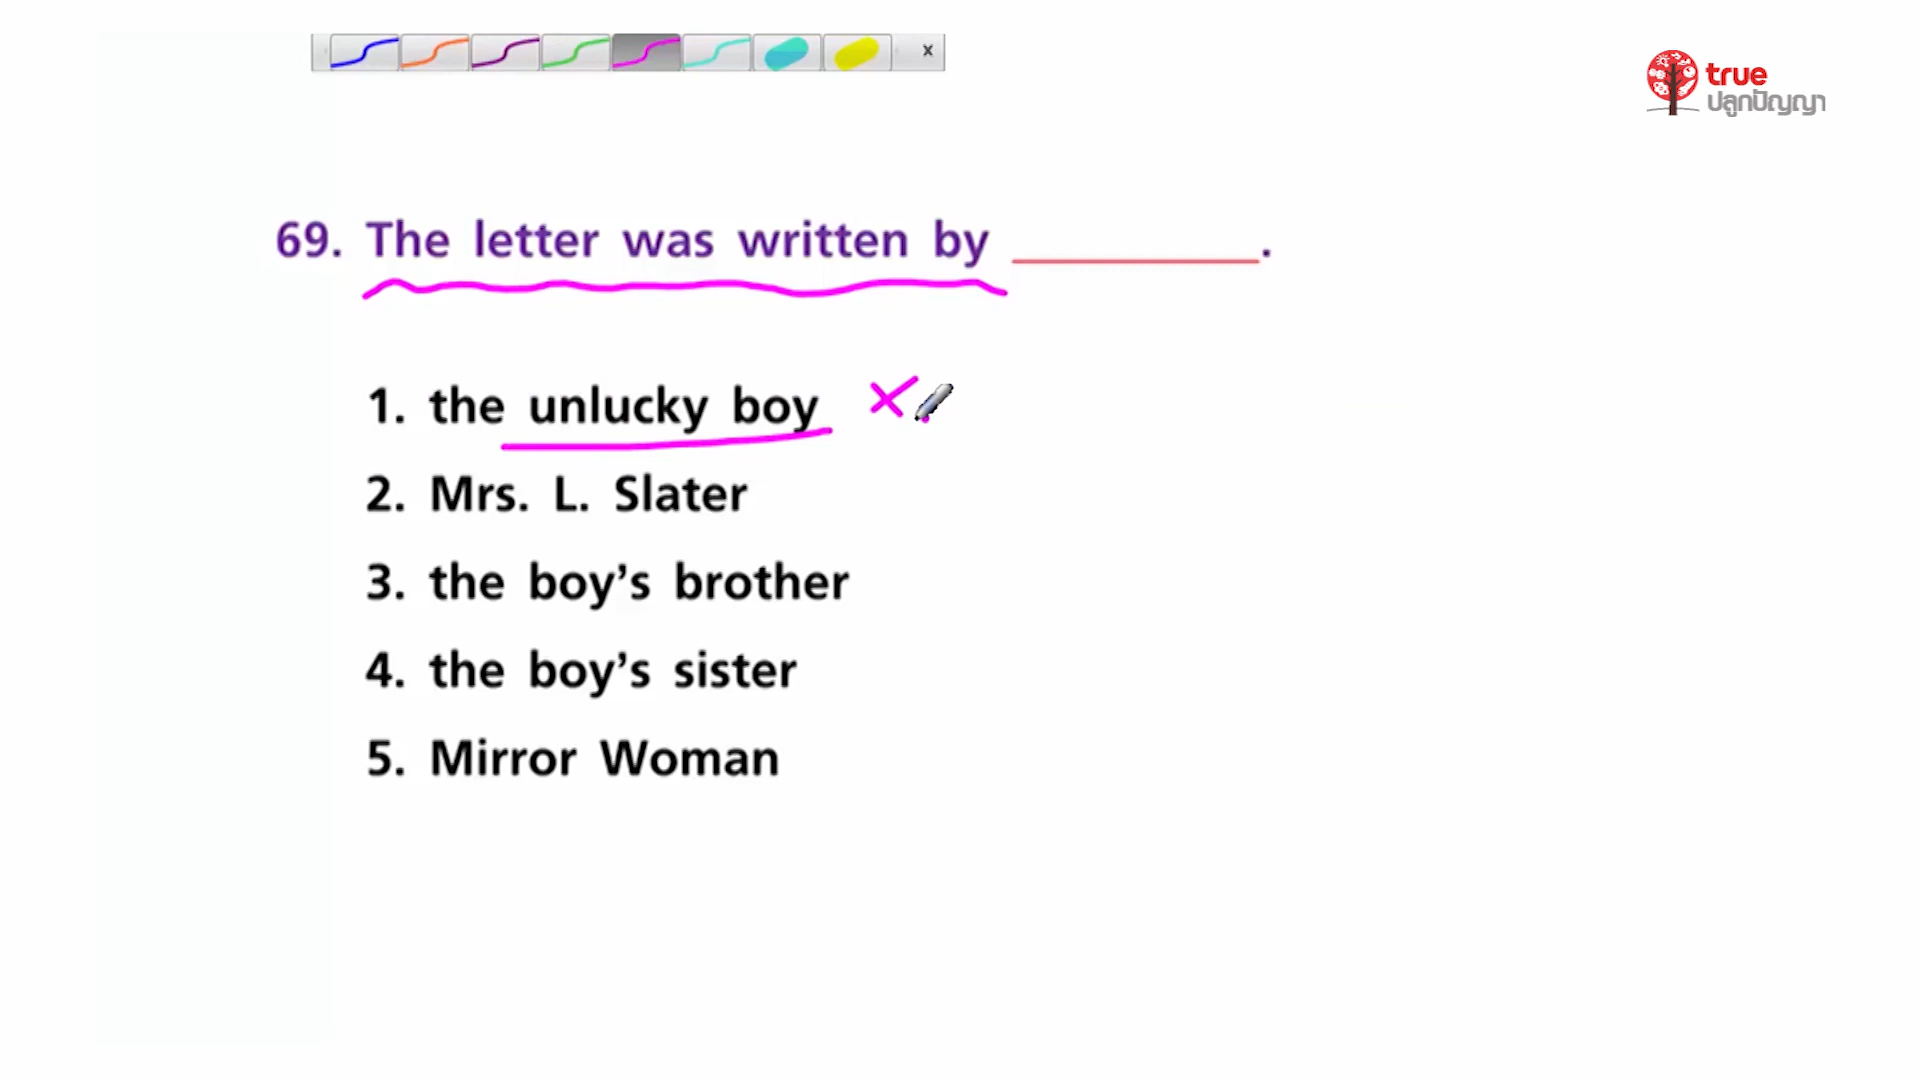 x
true
ปลูกปัญญา
69. The letter was written by __________.
1. the unlucky boy
2. Mrs. L. Slater
3. the boy's brother
4. the boy's sister
5. Mirror Woman